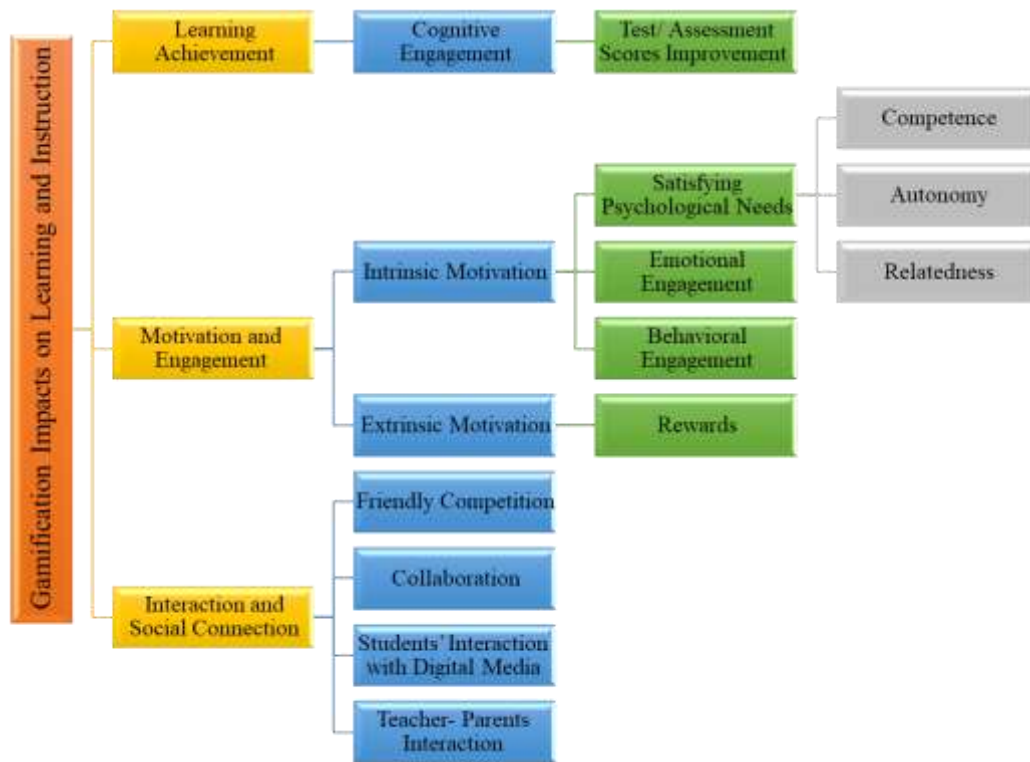 Gamification Impacts on Learning and Instruction
Learning
Achievement
Cognitive
Engagement
Test/ Assessment
Scores Improvement
Motivation and
Engagement
Intrinsic Motivation
Satisfying
Psychological Needs
Competence
Autonomy
Relatedness
Emotional
Engagement
Behavioral
Engagement
Extrinsic Motivation
Rewards
Interaction and
Social Connection
Friendly Competition
Collaboration
Students’ Interaction
with Digital Media
Teacher- Parents
Interaction